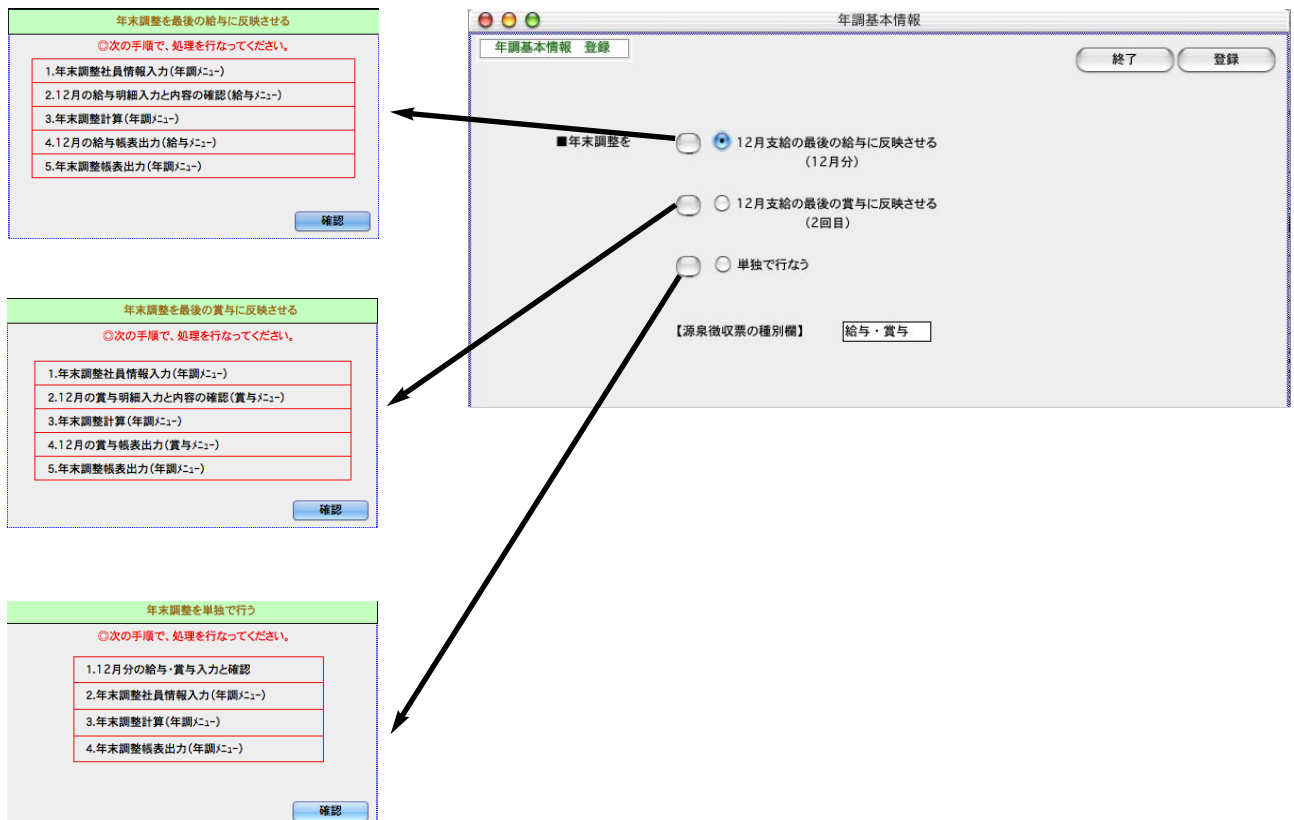 年末調整を最後の給与に反映させる
◎次の手順で、処理を行なってください。
1.年末調整社員情報入力(年調ﾒﾆｭｰ)
2.12月の給与明細入力と内容の確認(給与ﾒﾆｭｰ)
3.年末調整計算(年調ﾒﾆｭｰ)
4.12月の給与帳表出力(給与ﾒﾆｭｰ)
5.年末調整帳表出力(年調ﾒﾆｭｰ)
確認
年調基本情報
年調基本情報 登録
終了
登録
■年末調整を
12月支給の最後の給与に反映させる
(12月分)
12月支給の最後の賞与に反映させる
(2回目)
単独で行なう
【源泉徴収票の種別欄】
給与・賞与
年末調整を最後の賞与に反映させる
◎次の手順で、処理を行なってください。
1.年末調整社員情報入力(年調ﾒﾆｭｰ)
2.12月の賞与明細入力と内容の確認(賞与ﾒﾆｭｰ)
3.年末調整計算(年調ﾒﾆｭｰ)
4.12月の賞与帳表出力(賞与ﾒﾆｭｰ)
5.年末調整帳表出力(年調ﾒﾆｭｰ)
確認
年末調整を単独で行う
◎次の手順で、処理を行なってください。
1.12月分の給与・賞与入力と確認
2.年末調整社員情報入力(年調ﾒﾆｭｰ)
3.年末調整計算(年調ﾒﾆｭｰ)
4.年末調整帳表出力(年調ﾒﾆｭｰ)
確認